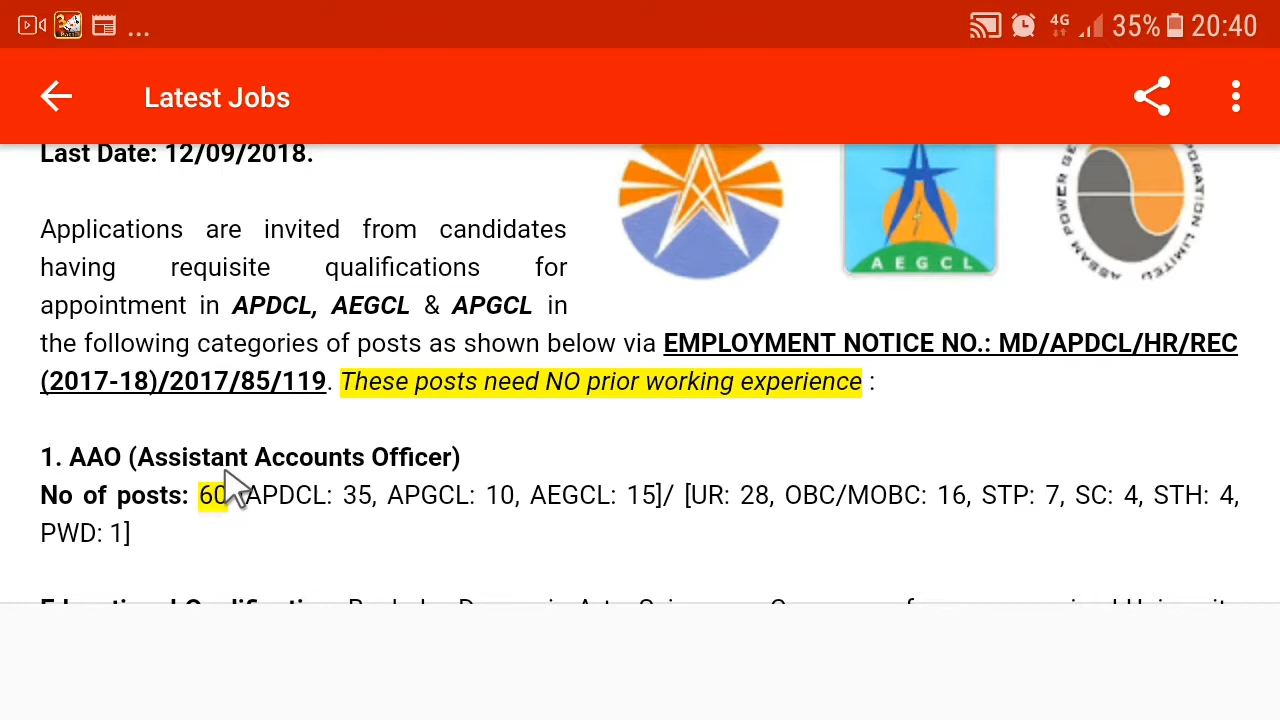 4G 35% 20:40
Latest Jobs
Last Date: 12/09/2018.
AEGCL
Applications are invited from candidates
having requisite qualifications for
appointment in APDCL, AEGCL & APGCL in
the following categories of posts as shown below via EMPLOYMENT NOTICE NO.: MD/APDCL/HR/REC
(2017-18)/2017/85/119. These posts need NO prior working experience :
1. AAO (Assistant Accounts Officer)
No of posts: 60 APDCL: 35, APGCL: 10, AEGCL: 15]/ [UR: 28, OBC/MOBC: 16, STP: 7, SC: 4, STH: 4,
PWD: 1]